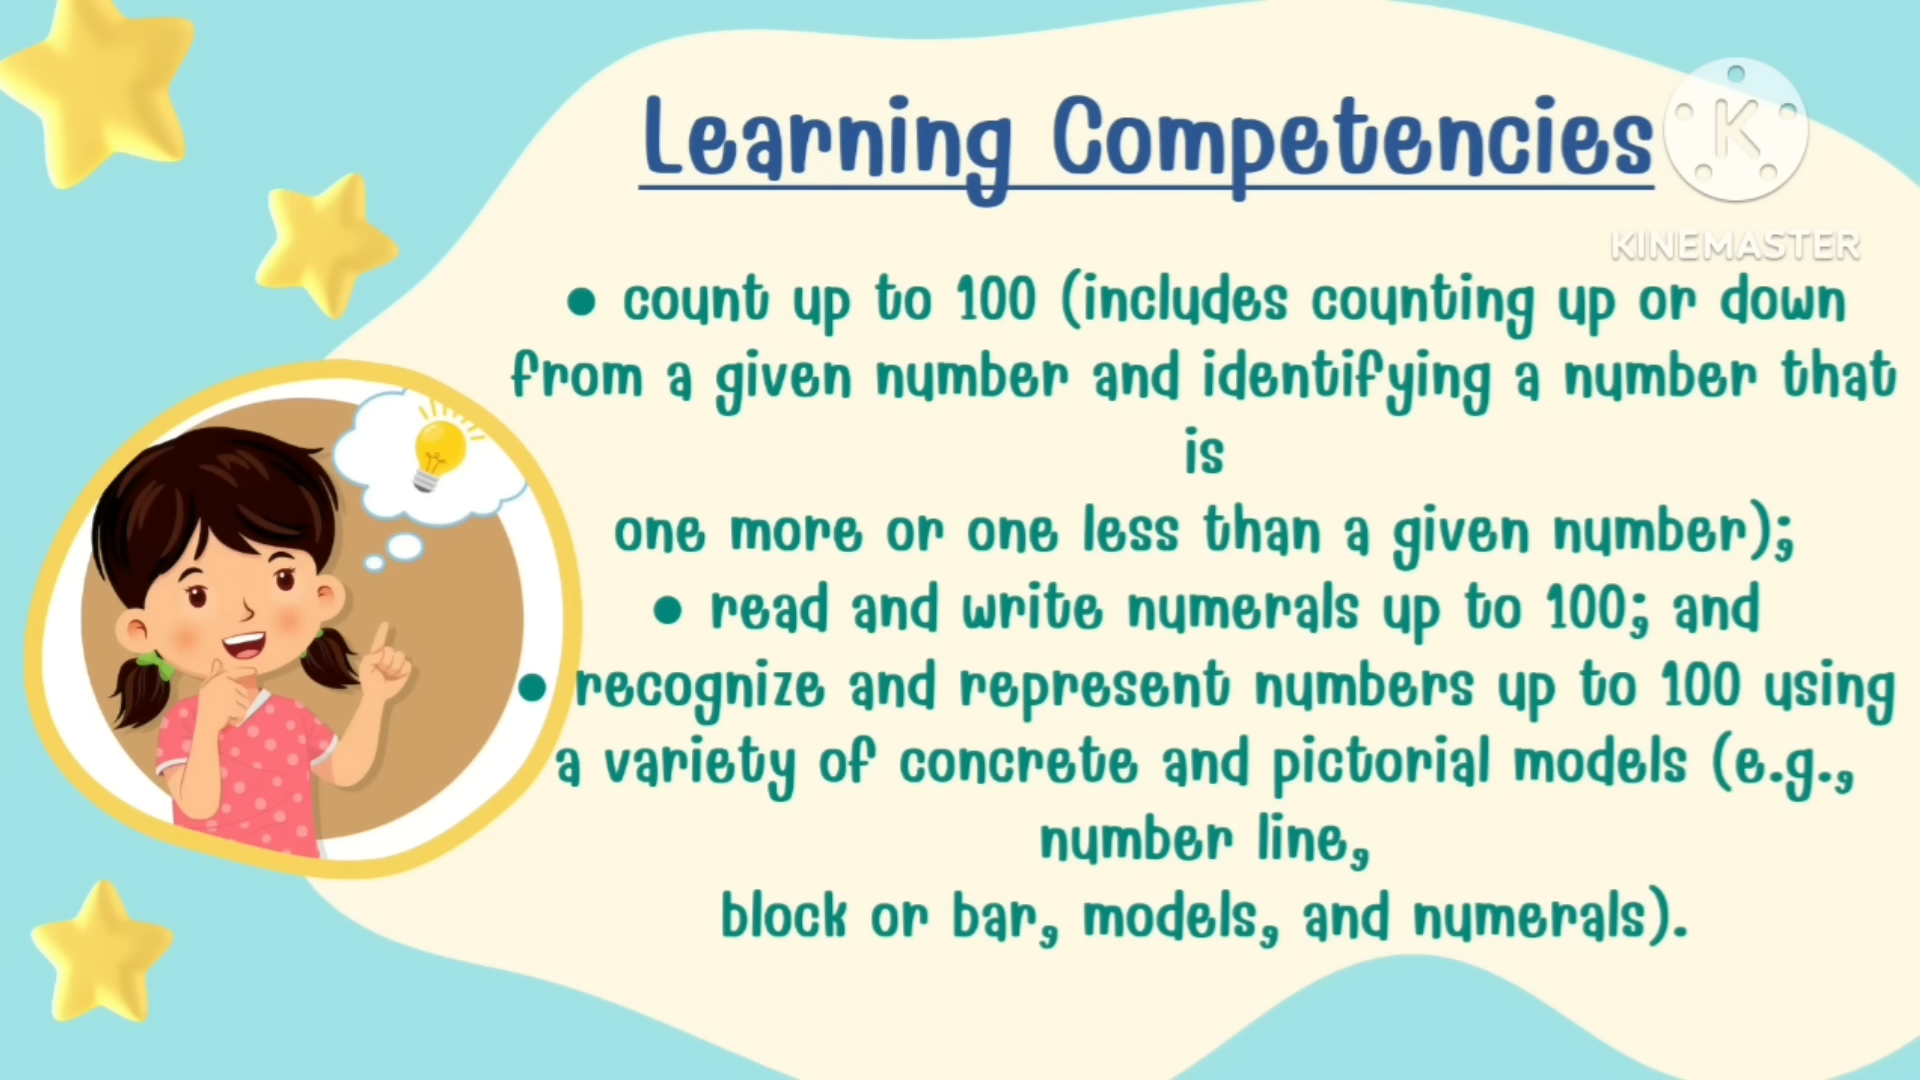 Learning Competencies
K
KINEMASTER
• count up to 100 (includes counting up or down
from a given number and identifying a number that
is
one more or one less than a given number);
• read and write numerals up to 100; and
• recognize and represent numbers up to 100 using
a variety of concrete and pictorial models (e.g.,
number line,
block or bar, models, and numerals).